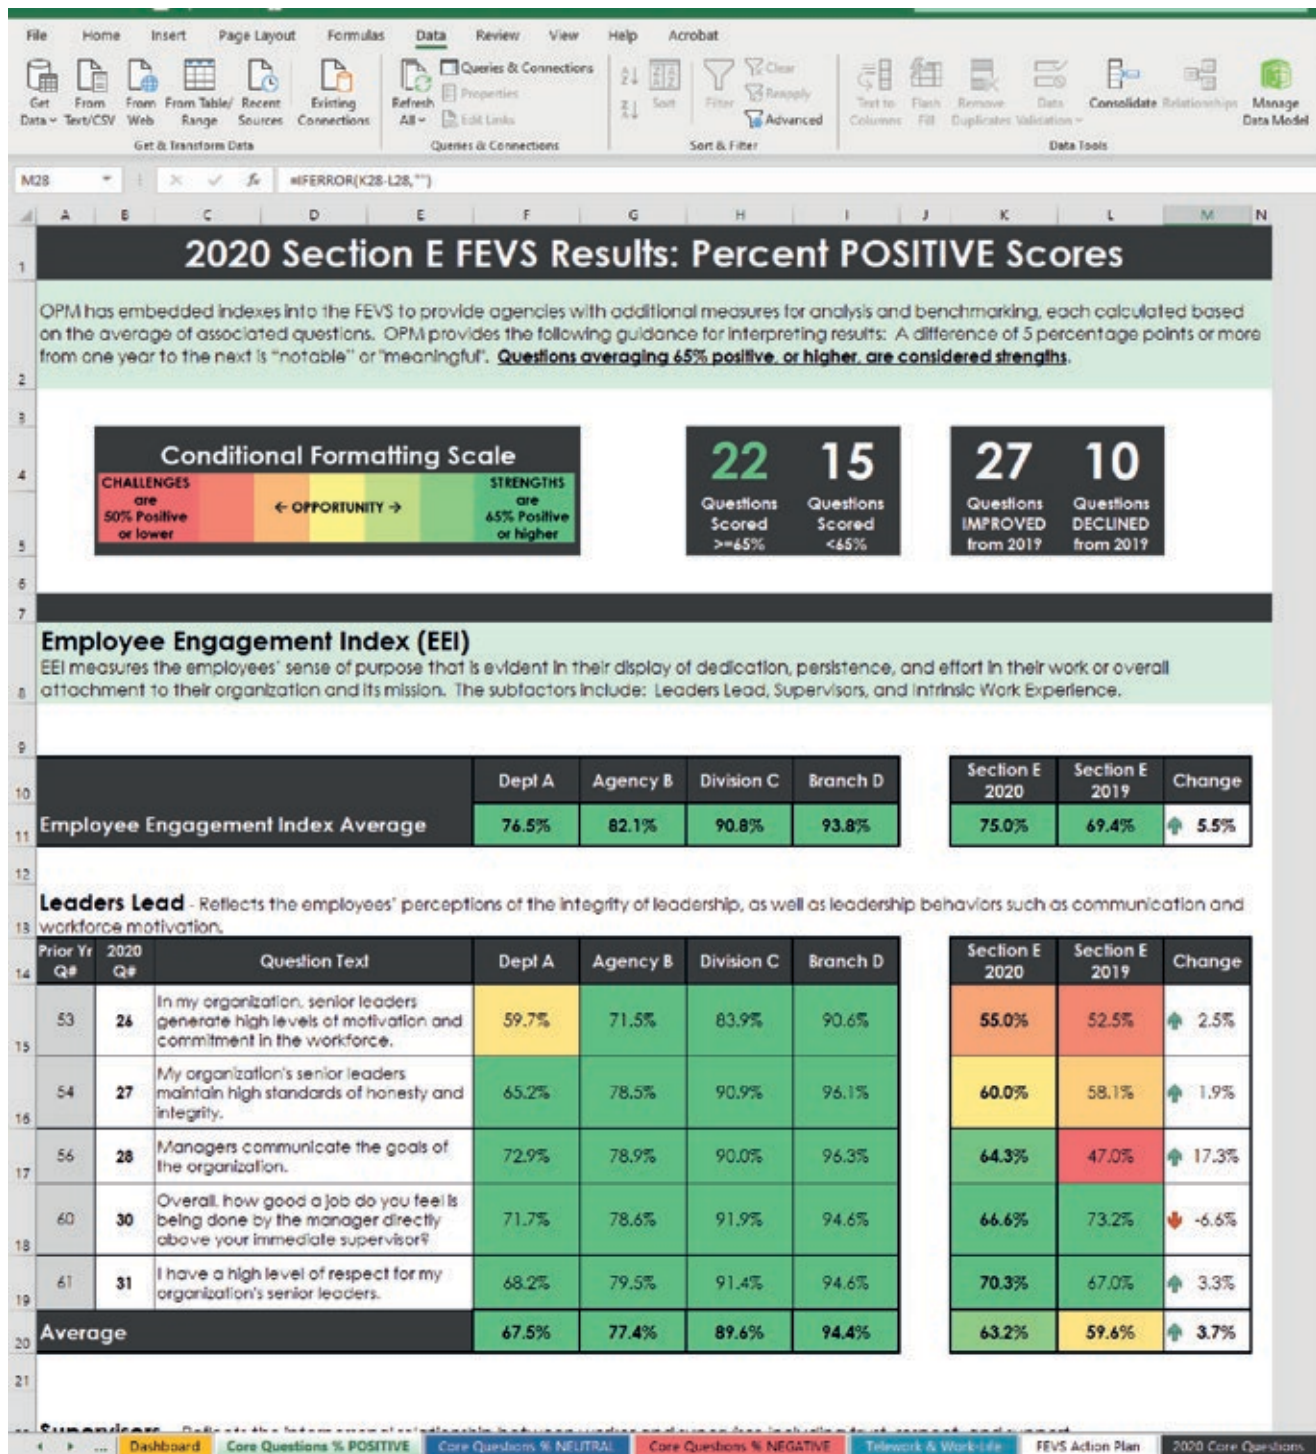 File Home Insert Page Layout Formulas Data Review View Help Acrobat
Get Data From Text/CSV From Web From Table/ Range Recent Sources Existing Connections Refresh All Queries & Connections Properties Edit Links Sort Filter Clear Reapply Advanced Text to Columns Flash Fill Remove Duplicates Data Validation Consolidate Relationships Manage Data Model
Get & Transform Data Queries & Connections Sort & Filter Data Tools
M28 fx =IFERROR(K28-L28,"")
A B C D E F G H I J K L M N
1 2020 Section E FEVS Results: Percent POSITIVE Scores
OPM has embedded indexes into the FEVS to provide agencies with additional measures for analysis and benchmarking, each calculated based
on the average of associated questions. OPM provides the following guidance for interpreting results: A difference of 5 percentage points or more
from one year to the next is "notable" or "meaningful". Questions averaging 65% positive, or higher, are considered strengths.
2
3
Conditional Formatting Scale
4
CHALLENGES are 50% Positive or lower
← OPPORTUNITY →
STRENGTHS are 65% Positive or higher
22 Questions Scored >=65%
15 Questions Scored <65%
27 Questions IMPROVED from 2019
10 Questions DECLINED from 2019
5
6
7
Employee Engagement Index (EEI)
EEI measures the employees' sense of purpose that is evident in their display of dedication, persistence, and effort in their work or overall
8 attachment to their organization and its mission. The subfactors include: Leaders Lead, Supervisors, and Intrinsic Work Experience.
9
10 Dept A Agency B Division C Branch D Section E 2020 Section E 2019 Change
11 Employee Engagement Index Average 76.5% 82.1% 90.8% 93.8% 75.0% 69.4% 5.5%
12
Leaders Lead - Reflects the employees' perceptions of the integrity of leadership, as well as leadership behaviors such as communication and
13 workforce motivation.
14 Prior Yr Q# 2020 Q# Question Text Dept A Agency B Division C Branch D Section E 2020 Section E 2019 Change
15 53 26 In my organization, senior leaders generate high levels of motivation and commitment in the workforce. 59.7% 71.5% 83.9% 90.6% 55.0% 52.5% 2.5%
16 54 27 My organization's senior leaders maintain high standards of honesty and integrity. 65.2% 78.5% 90.9% 96.1% 60.0% 58.1% 1.9%
17 56 28 Managers communicate the goals of the organization. 72.9% 78.9% 90.0% 96.3% 64.3% 47.0% 17.3%
18 60 30 Overall, how good a job do you feel is being done by the manager directly above your immediate supervisor? 71.7% 78.6% 91.9% 94.6% 66.6% 73.2% -6.6%
19 61 31 I have a high level of respect for my organization's senior leaders. 68.2% 79.5% 91.4% 94.6% 70.3% 67.0% 3.3%
20 Average 67.5% 77.4% 89.6% 94.4% 63.2% 59.6% 3.7%
21
... Dashboard Core Questions % POSITIVE Core Questions % NEUTRAL Core Questions % NEGATIVE Telework & Work-Life FEVS Action Plan 2020 Core Questions